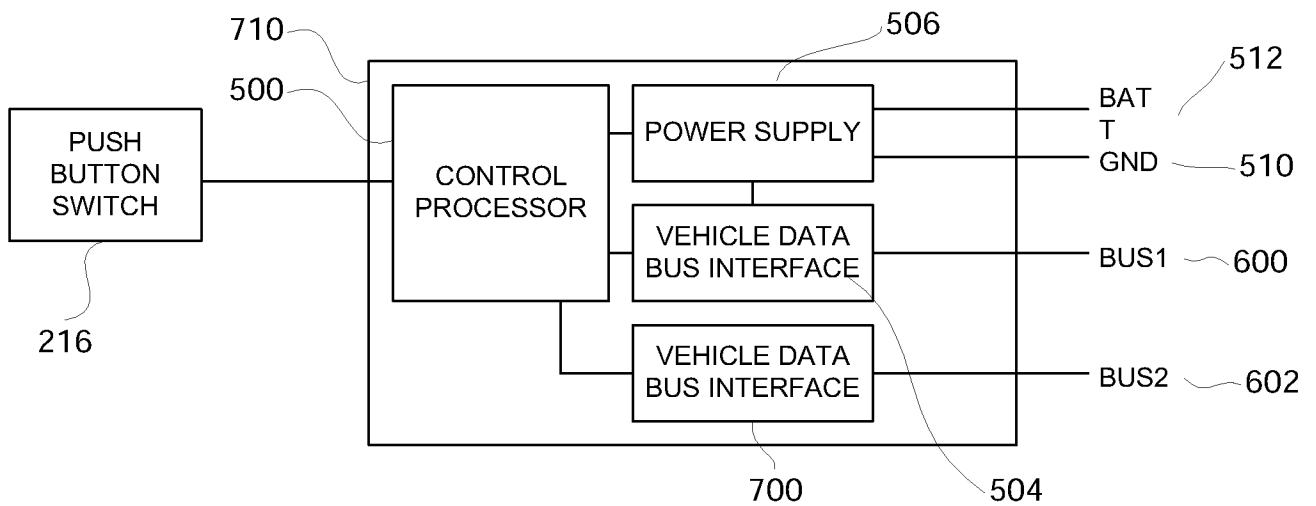 710
506
512
500
BAT
T
PUSH
BUTTON
SWITCH
POWER SUPPLY
GND
510
CONTROL
PROCESSOR
VEHICLE DATA
BUS INTERFACE
BUS1
600
216
VEHICLE DATA
BUS INTERFACE
BUS2
602
700
504